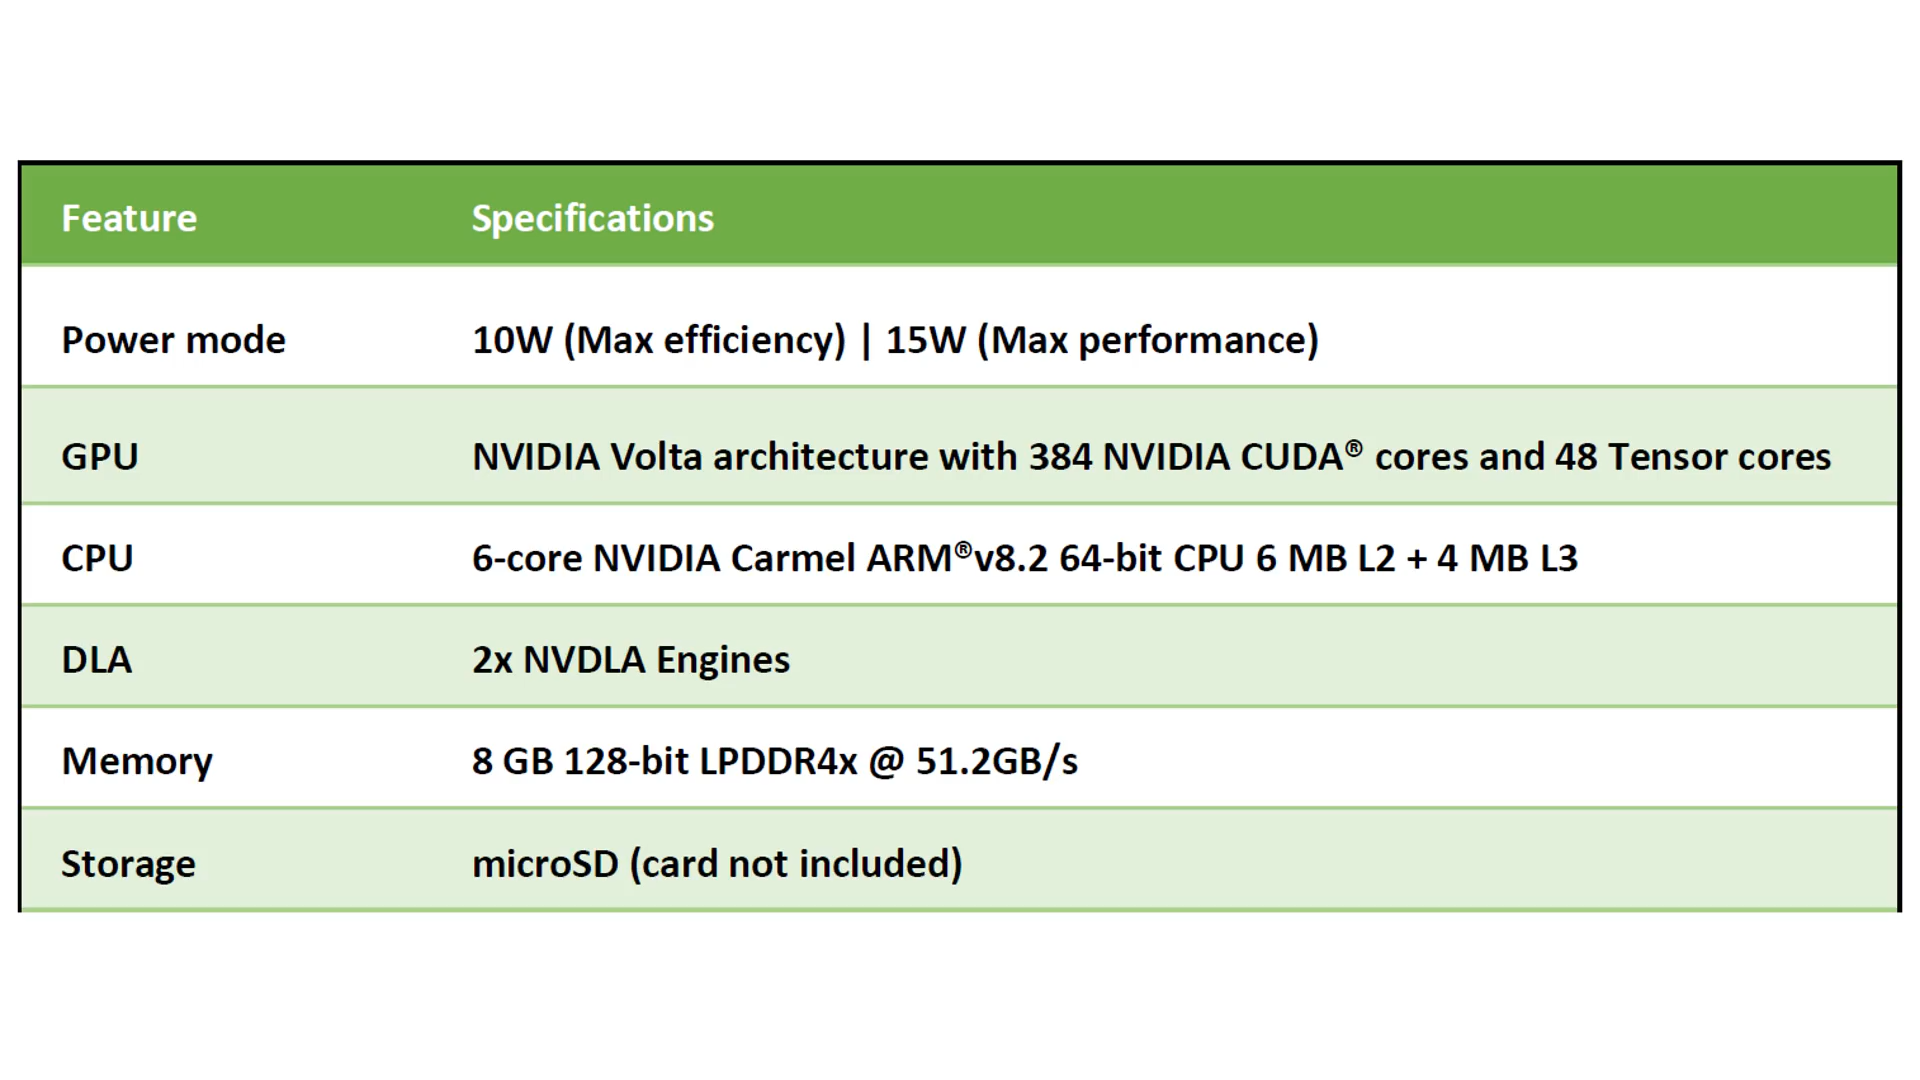 Feature Specifications
Power mode 10W (Max efficiency) | 15W (Max performance)
GPU NVIDIA Volta architecture with 384 NVIDIA CUDA® cores and 48 Tensor cores
CPU 6-core NVIDIA Carmel ARM®v8.2 64-bit CPU 6 MB L2 + 4 MB L3
DLA 2x NVDLA Engines
Memory 8 GB 128-bit LPDDR4x @ 51.2GB/s
Storage microSD (card not included)